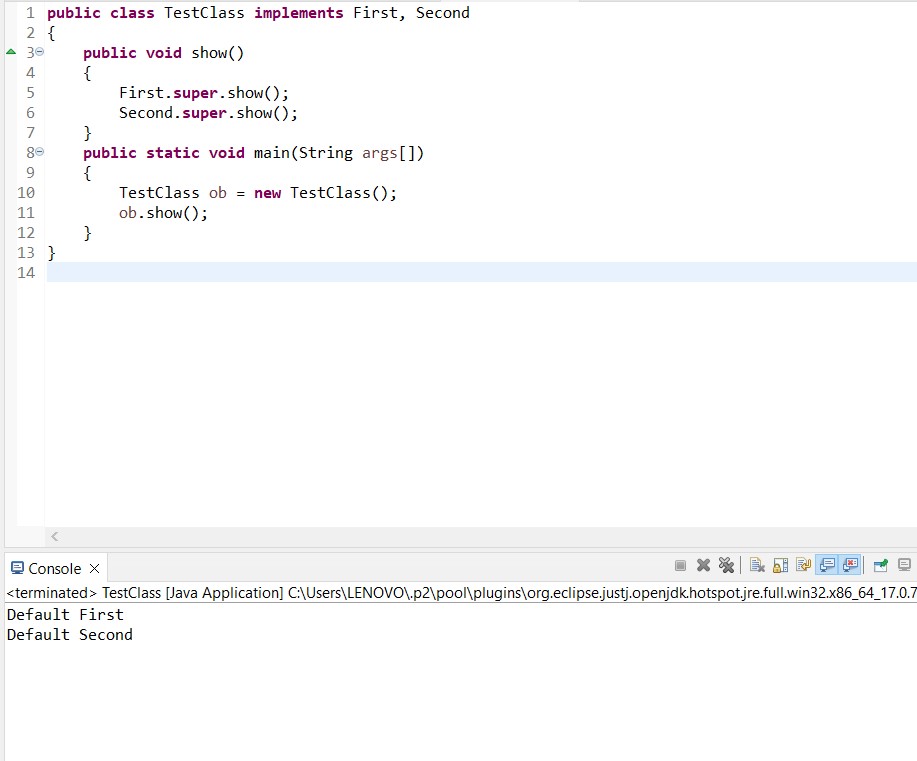 1 public class TestClass implements First, Second
2 {
3 public void show()
4 {
5 First.super.show();
6 Second.super.show();
7 }
8 public static void main(String args[])
9 {
10 TestClass ob = new TestClass();
11 ob.show();
12 }
13 }
14
Console
<terminated> TestClass [Java Application] C:\Users\LENOVO\.p2\pool\plugins\org.eclipse.justj.openjdk.hotspot.jre.full.win32.x86_64_17.0.7
Default First
Default Second